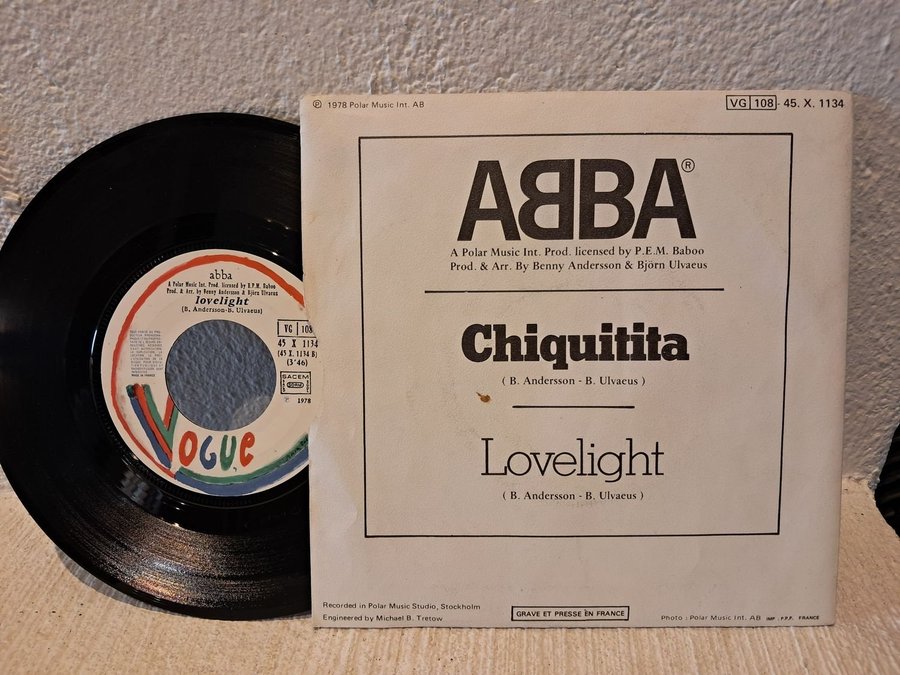 ℗ 1978 Polar Music Int. AB
VG 108 - 45. X. 1134
ABBA®
A Polar Music Int. Prod. licensed by P.E.M. Baboo
Prod. & Arr. By Benny Andersson & Björn Ulvaeus
Chiquitita
( B. Andersson - B. Ulvaeus )
Lovelight
( B. Andersson - B. Ulvaeus )
Recorded in Polar Music Studio, Stockholm
Engineered by Michael B. Tretow
GRAVE ET PRESSE EN FRANCE
Photo : Polar Music Int. AB IMP. P.P.P. FRANCE
abba
A Polar Music Int. Prod. licensed by B.P.M. Baboo
Prod. & Arr. by Benny Andersson & Björn Ulvaeus
lovelight
(B. Andersson-B. Ulvaeus)
VG 108
45 X 1134
(45 X. 1134 B)
(3'46)
SACEM
℗ 1978
MADE IN FRANCE
VOGUE